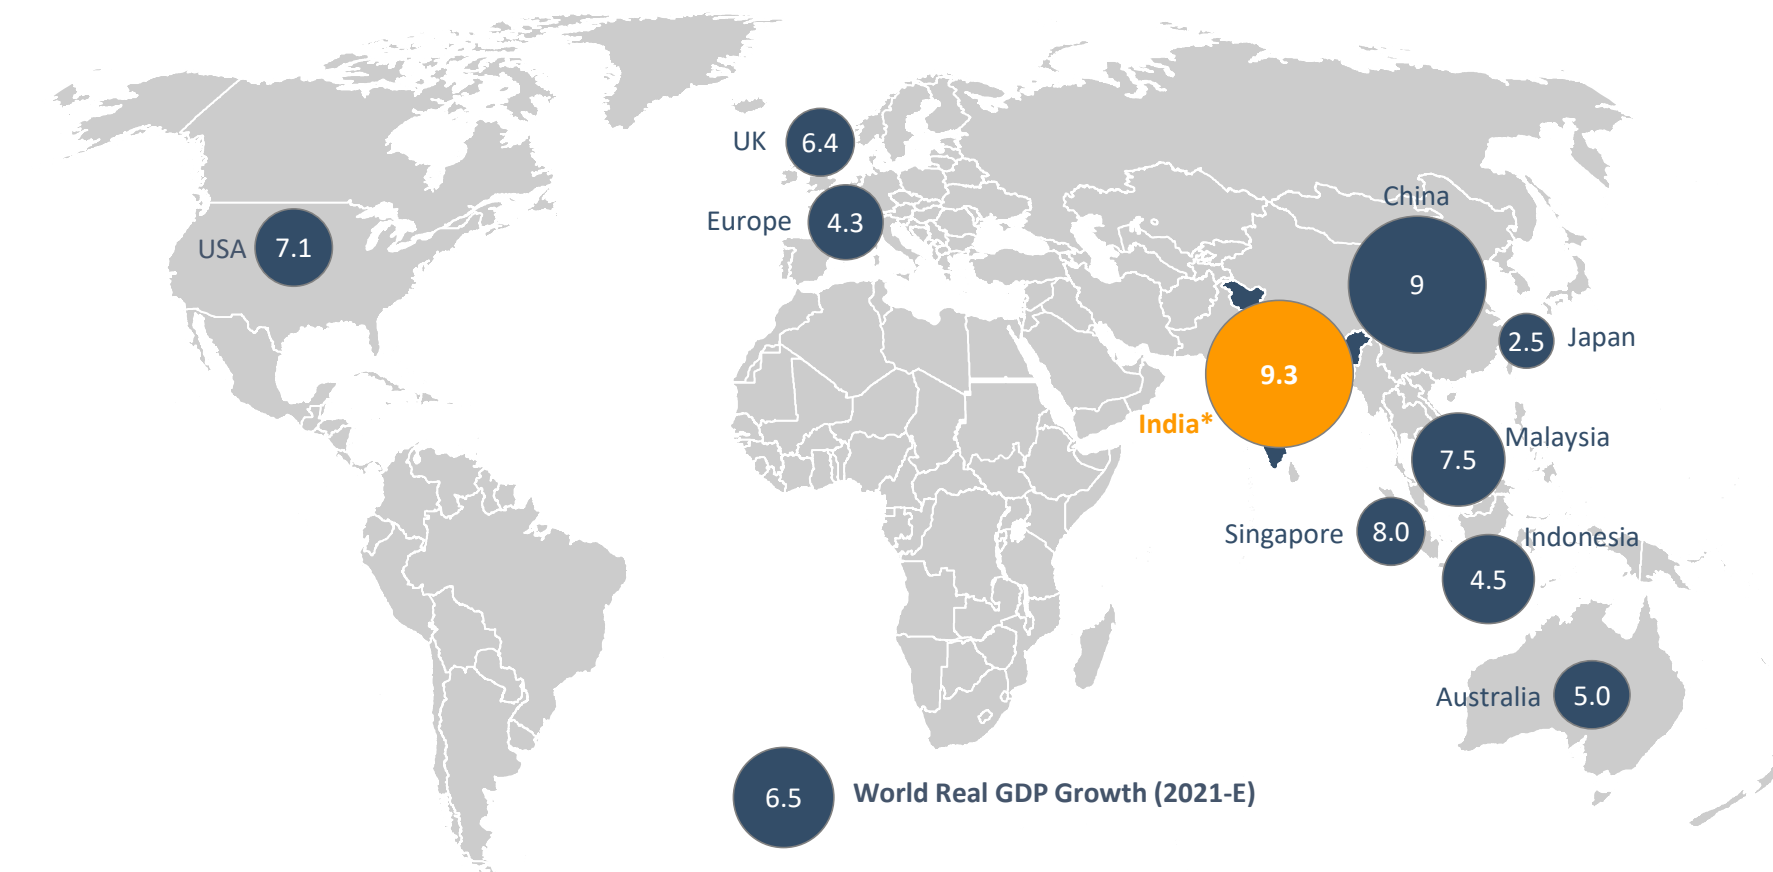 UK
6.4
China
Europe
4.3
USA
7.1
9
Japan
2.5
9.3
India*
Malaysia
7.5
Singapore
8.0
Indonesia
4.5
Australia
5.0
6.5
World Real GDP Growth (2021-E)